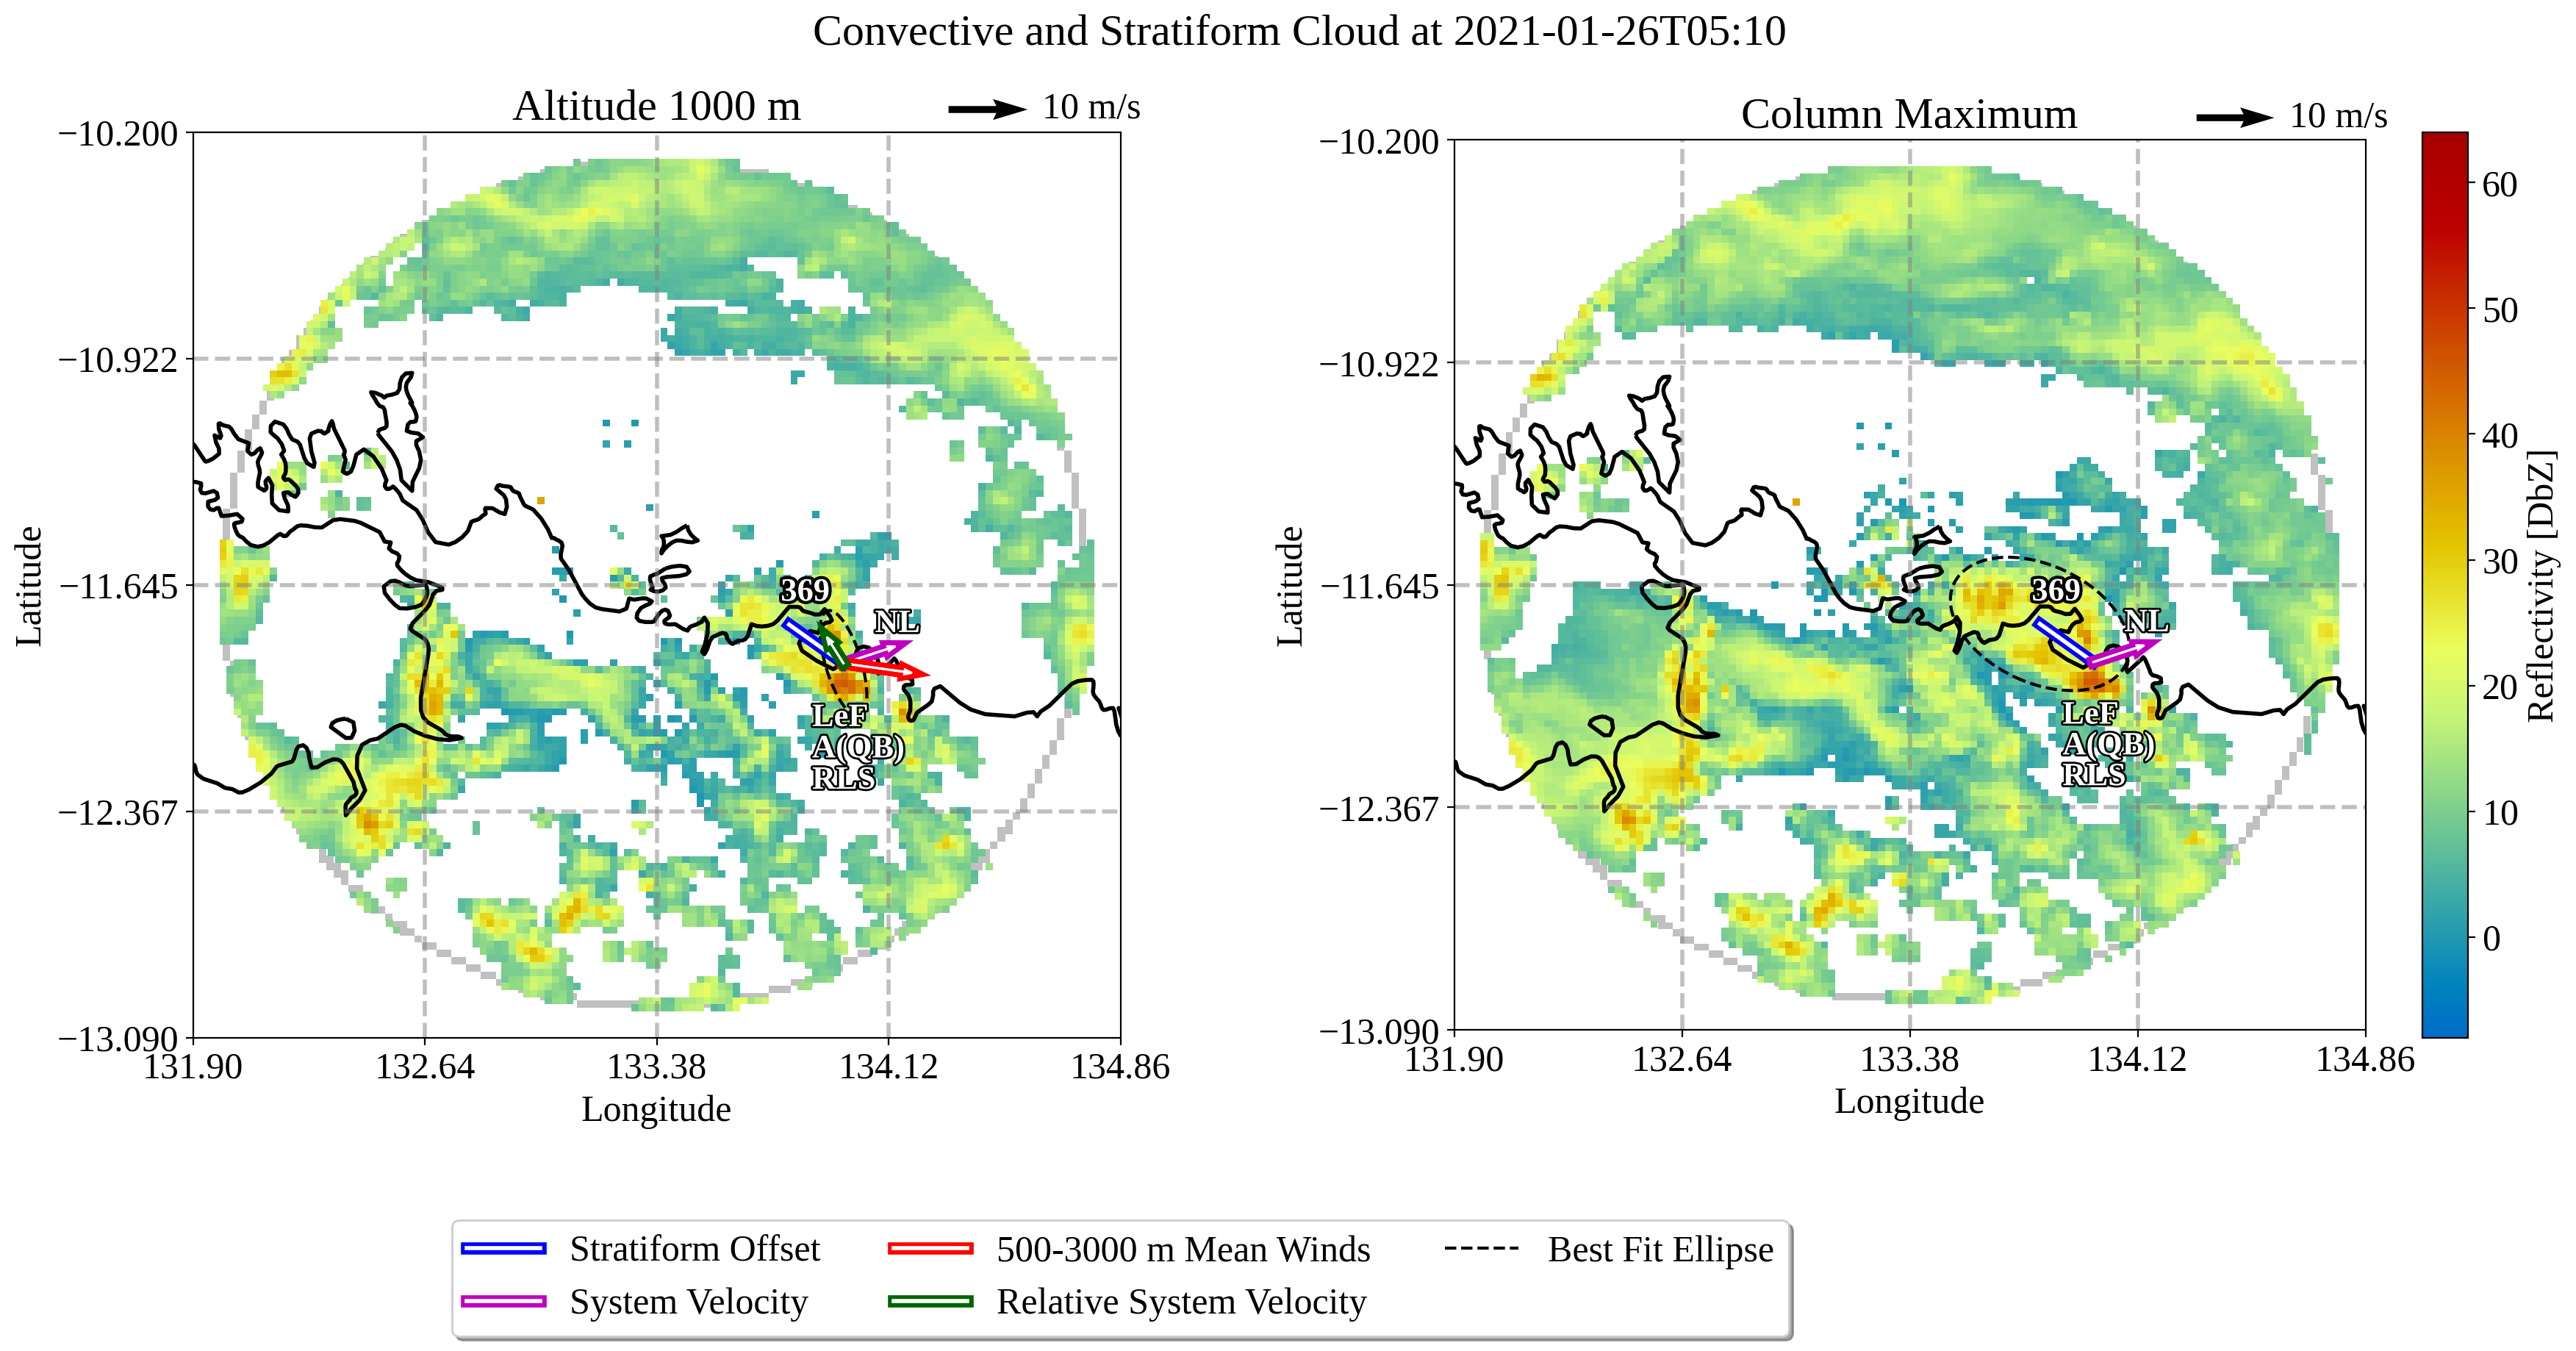 Convective and Stratiform Cloud at 2021-01-26T05:10
Altitude 1000 m
10 m/s
−10.200
−10.922
−11.645
−12.367
−13.090
131.90
132.64
133.38
134.12
134.86
Longitude
Latitude
369
NL
LeF
A(QB)
RLS
Column Maximum
10 m/s
−10.200
−10.922
−11.645
−12.367
−13.090
131.90
132.64
133.38
134.12
134.86
Longitude
Latitude
369
NL
LeF
A(QB)
RLS
60
50
40
30
20
10
0
Reflectivity [DbZ]
Stratiform Offset
500-3000 m Mean Winds
Best Fit Ellipse
System Velocity
Relative System Velocity